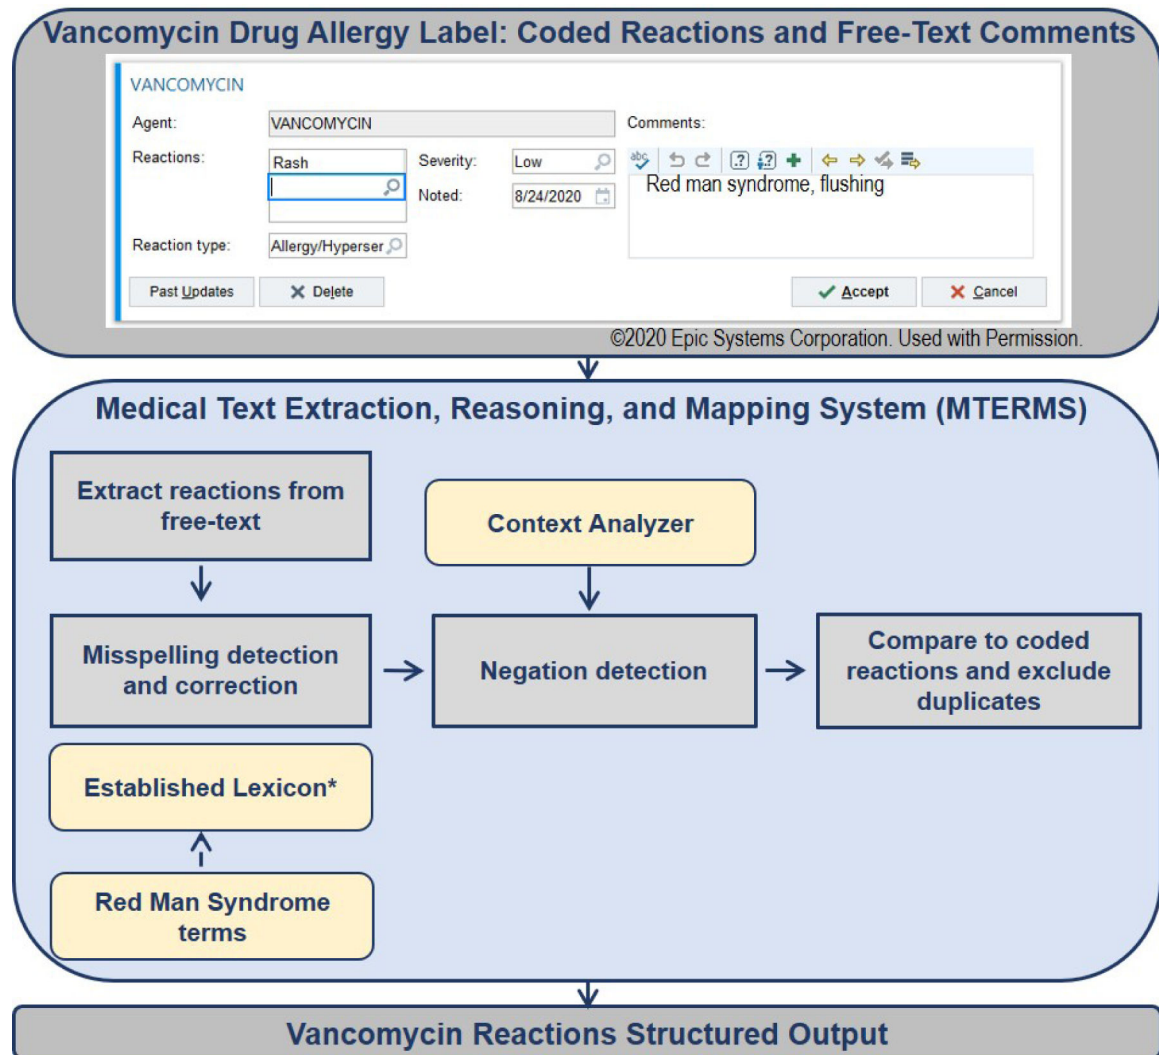 Vancomycin Drug Allergy Label: Coded Reactions and Free-Text Comments
VANCOMYCIN
Agent:
VANCOMYCIN
Comments:
Reactions:
Rash
Severity:
Low
abc
Red man syndrome, flushing
Noted:
8/24/2020
Reaction type:
Allergy/Hyperser
Past Updates
Delete
Accept
Cancel
©2020 Epic Systems Corporation. Used with Permission.
Medical Text Extraction, Reasoning, and Mapping System (MTERMS)
Extract reactions from
free-text
Context Analyzer
Misspelling detection
and correction
Negation detection
Compare to coded
reactions and exclude
duplicates
Established Lexicon*
Red Man Syndrome
terms
Vancomycin Reactions Structured Output